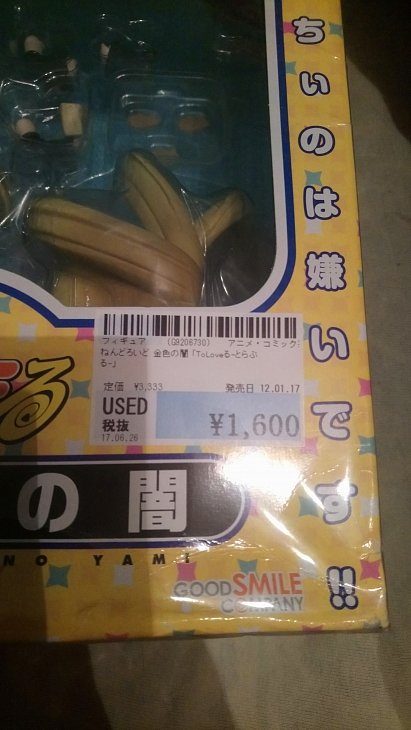 ちぃのは嫌いです!!
フィギュア (G9206730) アニメ・コミック
ねんどろいど 金色の闇 「ToLoveる-とらぶ
る-」
定価 ¥3,333 発売日 12.01.17
USED
税抜 ¥1,600
17.06.26
る
の闇
NO YAMI
GOOD SMILE
COMPANY